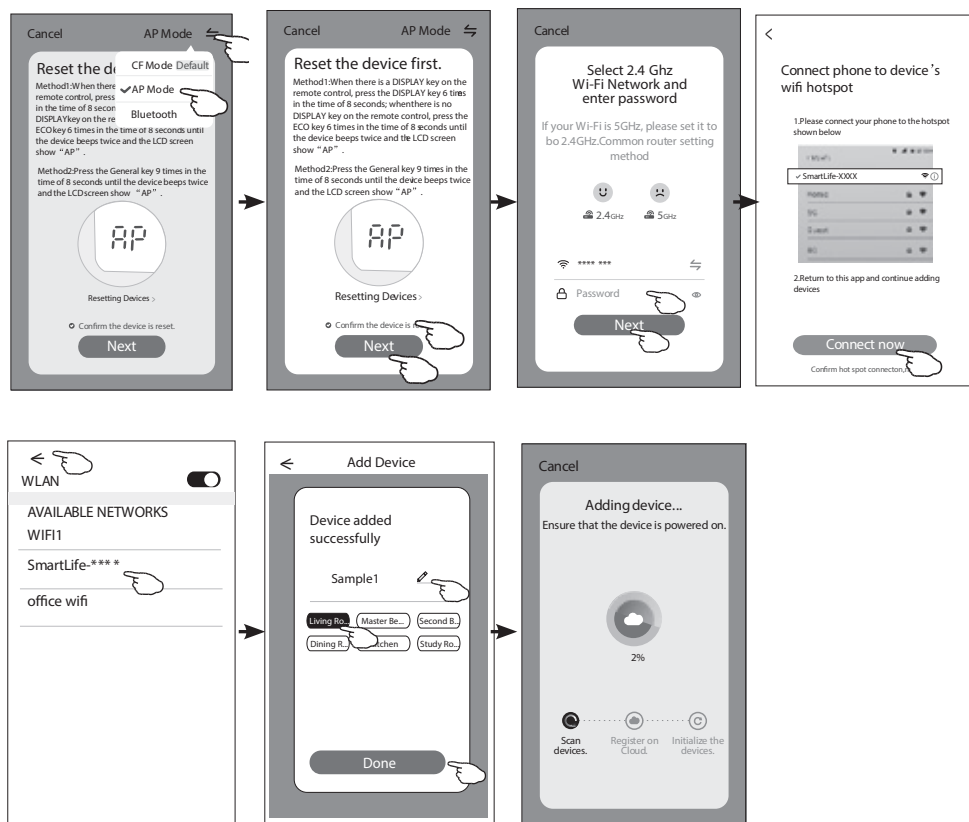 Cancel
AP Mode
Reset the de
CF Mode Default
AP Mode
Bluetooth
Method1:When there
remote control, press
in the time of 8 secon
DISPLAY key on the re
ECO key 6 times in the time of 8 seconds until
the device beeps twice and the LCD screen
show “AP” .
Method2:Press the General key 9 times in the
time of 8 seconds until the device beeps twice
and the LCD screen show “AP” .
AP
Resetting Devices >
Confirm the device is reset.
Next
Cancel
AP Mode
Reset the device first.
Method1:When there is a DISPLAY key on the
remote control, press the DISPLAY key 6 times
in the time of 8 seconds; whenthere is no
DISPLAY key on the remote control, press the
ECO key 6 times in the time of 8 seconds until
the device beeps twice and the LCD screen
show “AP” .
Method2:Press the General key 9 times in the
time of 8 seconds until the device beeps twice
and the LCD screen show “AP” .
AP
Resetting Devices >
Confirm the device is re
Next
Cancel
Select 2.4 Ghz
Wi-Fi Network and
enter password
If your Wi-Fi is 5GHz, please set it to
bo 2.4GHz.Common router setting
method
2.4GHz
5GHz
**** ***
Password
Next
Connect phone to device’s
wifi hotspot
1.Please connect your phone to the hotspot
shown below
SmartLife-XXXX
5G
Guest
2.Return to this app and continue adding
devices
Connect now
Confirm hot spot connecton,
WLAN
AVAILABLE NETWORKS
WIFI1
SmartLife-****
office wifi
Add Device
Device added
successfully
Sample1
Living Ro...
Master Be...
Second B...
Dining R...
tchen
Study Ro...
Done
Cancel
Adding device...
Ensure that the device is powered on.
2%
Scan
devices.
Register on
Cloud.
Initialize the
devices.